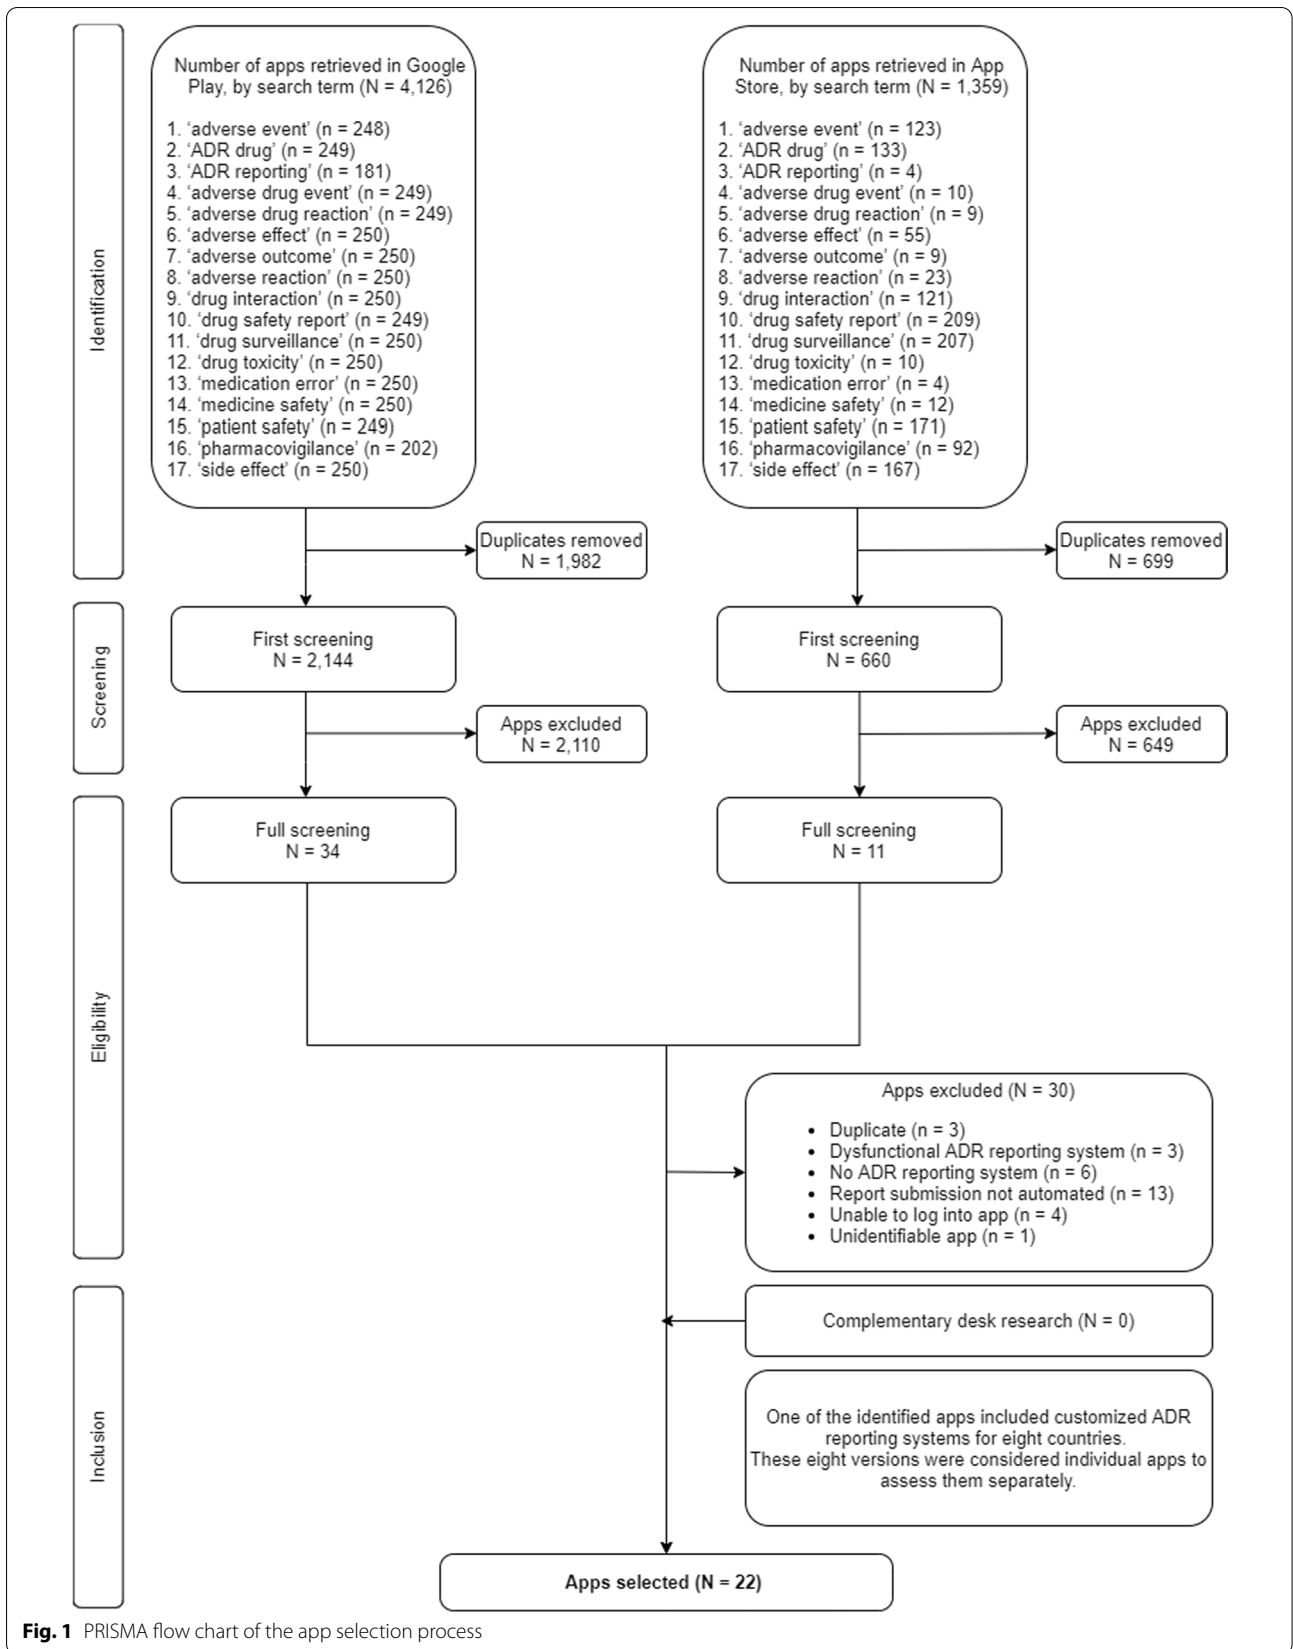 Identification
Number of apps retrieved in Google
Play, by search term (N = 4,126)
1. ‘adverse event’ (n = 248)
2. ‘ADR drug’ (n = 249)
3. ‘ADR reporting’ (n = 181)
4. ‘adverse drug event’ (n = 249)
5. ‘adverse drug reaction’ (n = 249)
6. ‘adverse effect’ (n = 250)
7. ‘adverse outcome’ (n = 250)
8. ‘adverse reaction’ (n = 250)
9. ‘drug interaction’ (n = 250)
10. ‘drug safety report’ (n = 249)
11. ‘drug surveillance’ (n = 250)
12. ‘drug toxicity’ (n = 250)
13. ‘medication error’ (n = 250)
14. ‘medicine safety’ (n = 250)
15. ‘patient safety’ (n = 249)
16. ‘pharmacovigilance’ (n = 202)
17. ‘side effect’ (n = 250)
Number of apps retrieved in App
Store, by search term (N = 1,359)
1. ‘adverse event’ (n = 123)
2. ‘ADR drug’ (n = 133)
3. ‘ADR reporting’ (n = 4)
4. ‘adverse drug event’ (n = 10)
5. ‘adverse drug reaction’ (n = 9)
6. ‘adverse effect’ (n = 55)
7. ‘adverse outcome’ (n = 9)
8. ‘adverse reaction’ (n = 23)
9. ‘drug interaction’ (n = 121)
10. ‘drug safety report’ (n = 209)
11. ‘drug surveillance’ (n = 207)
12. ‘drug toxicity’ (n = 10)
13. ‘medication error’ (n = 4)
14. ‘medicine safety’ (n = 12)
15. ‘patient safety’ (n = 171)
16. ‘pharmacovigilance’ (n = 92)
17. ‘side effect’ (n = 167)
Duplicates removed
N = 1,982
Duplicates removed
N = 699
Screening
First screening
N = 2,144
First screening
N = 660
Apps excluded
N = 2,110
Apps excluded
N = 649
Eligibility
Full screening
N = 34
Full screening
N = 11
Apps excluded (N = 30)
• Duplicate (n = 3)
• Dysfunctional ADR reporting system (n = 3)
• No ADR reporting system (n = 6)
• Report submission not automated (n = 13)
• Unable to log into app (n = 4)
• Unidentifiable app (n = 1)
Inclusion
Complementary desk research (N = 0)
One of the identified apps included customized ADR
reporting systems for eight countries.
These eight versions were considered individual apps to
assess them separately.
Apps selected (N = 22)
Fig. 1 PRISMA flow chart of the app selection process